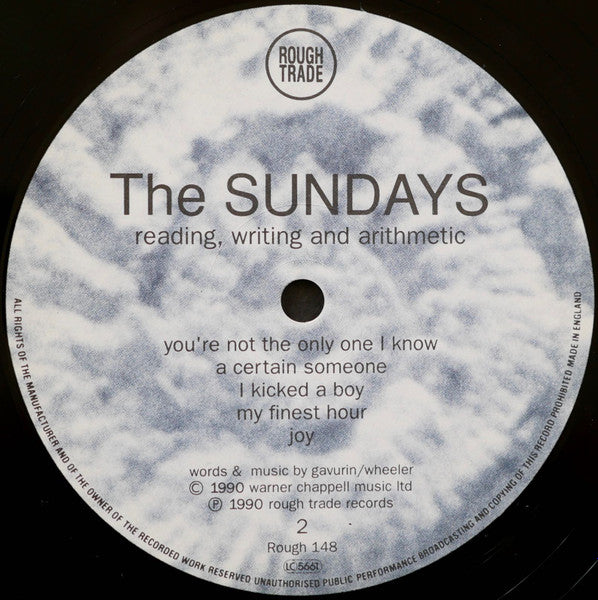 ROUGH
TRADE
The SUNDAYS
reading, writing and arithmetic
you're not the only one I know
a certain someone
I kicked a boy
my finest hour
joy
words & music by gavurin/wheeler
© 1990 warner chappell music ltd
℗ 1990 rough trade records
2
Rough 148
LC 5661
ALL RIGHTS OF THE MANUFACTURER AND OF THE OWNER OF THE RECORDED WORK RESERVED UNAUTHORISED PUBLIC PERFORMANCE BROADCASTING AND COPYING OF THIS RECORD PROHIBITED MADE IN ENGLAND